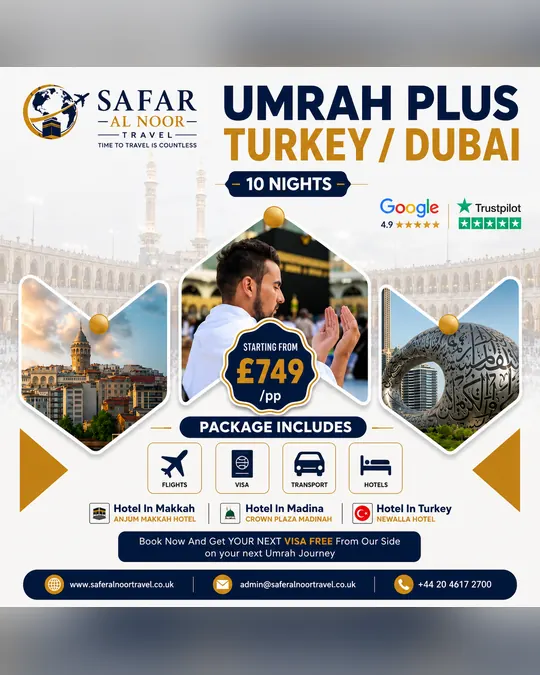 SAFAR
AL NOOR
TRAVEL
TIME TO TRAVEL IS COUNTLESS
UMRAH PLUS
TURKEY / DUBAI
10 NIGHTS
Google
4.9
Trustpilot
STARTING FROM
£749
/pp
PACKAGE INCLUDES
FLIGHTS
VISA
TRANSPORT
HOTELS
Hotel In Makkah
ANJUM MAKKAH HOTEL
Hotel In Madina
CROWN PLAZA MADINAH
Hotel In Turkey
NEWALLA HOTEL
Book Now And Get YOUR NEXT VISA FREE From Our Side
on your next Umrah Journey
www.saferalnoortravel.co.uk
admin@saferalnoortravel.co.uk
+44 20 4617 2700